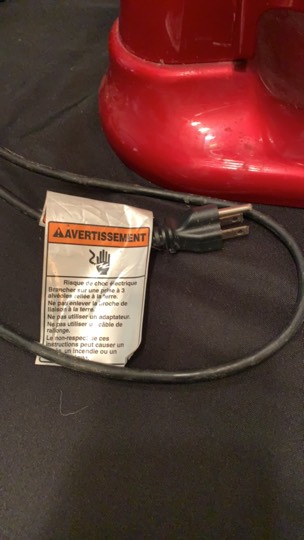 AVERTISSEMENT
Risque de choc électrique
Brancher sur une prise à 3
alvéoles reliée à la terre.
Ne pas enlever la broche de
liaison à la terre.
Ne pas utiliser un adaptateur.
Ne pas utiliser un câble de
rallonge.
Le non-respect de ces
instructions peut causer un
un incendie ou un